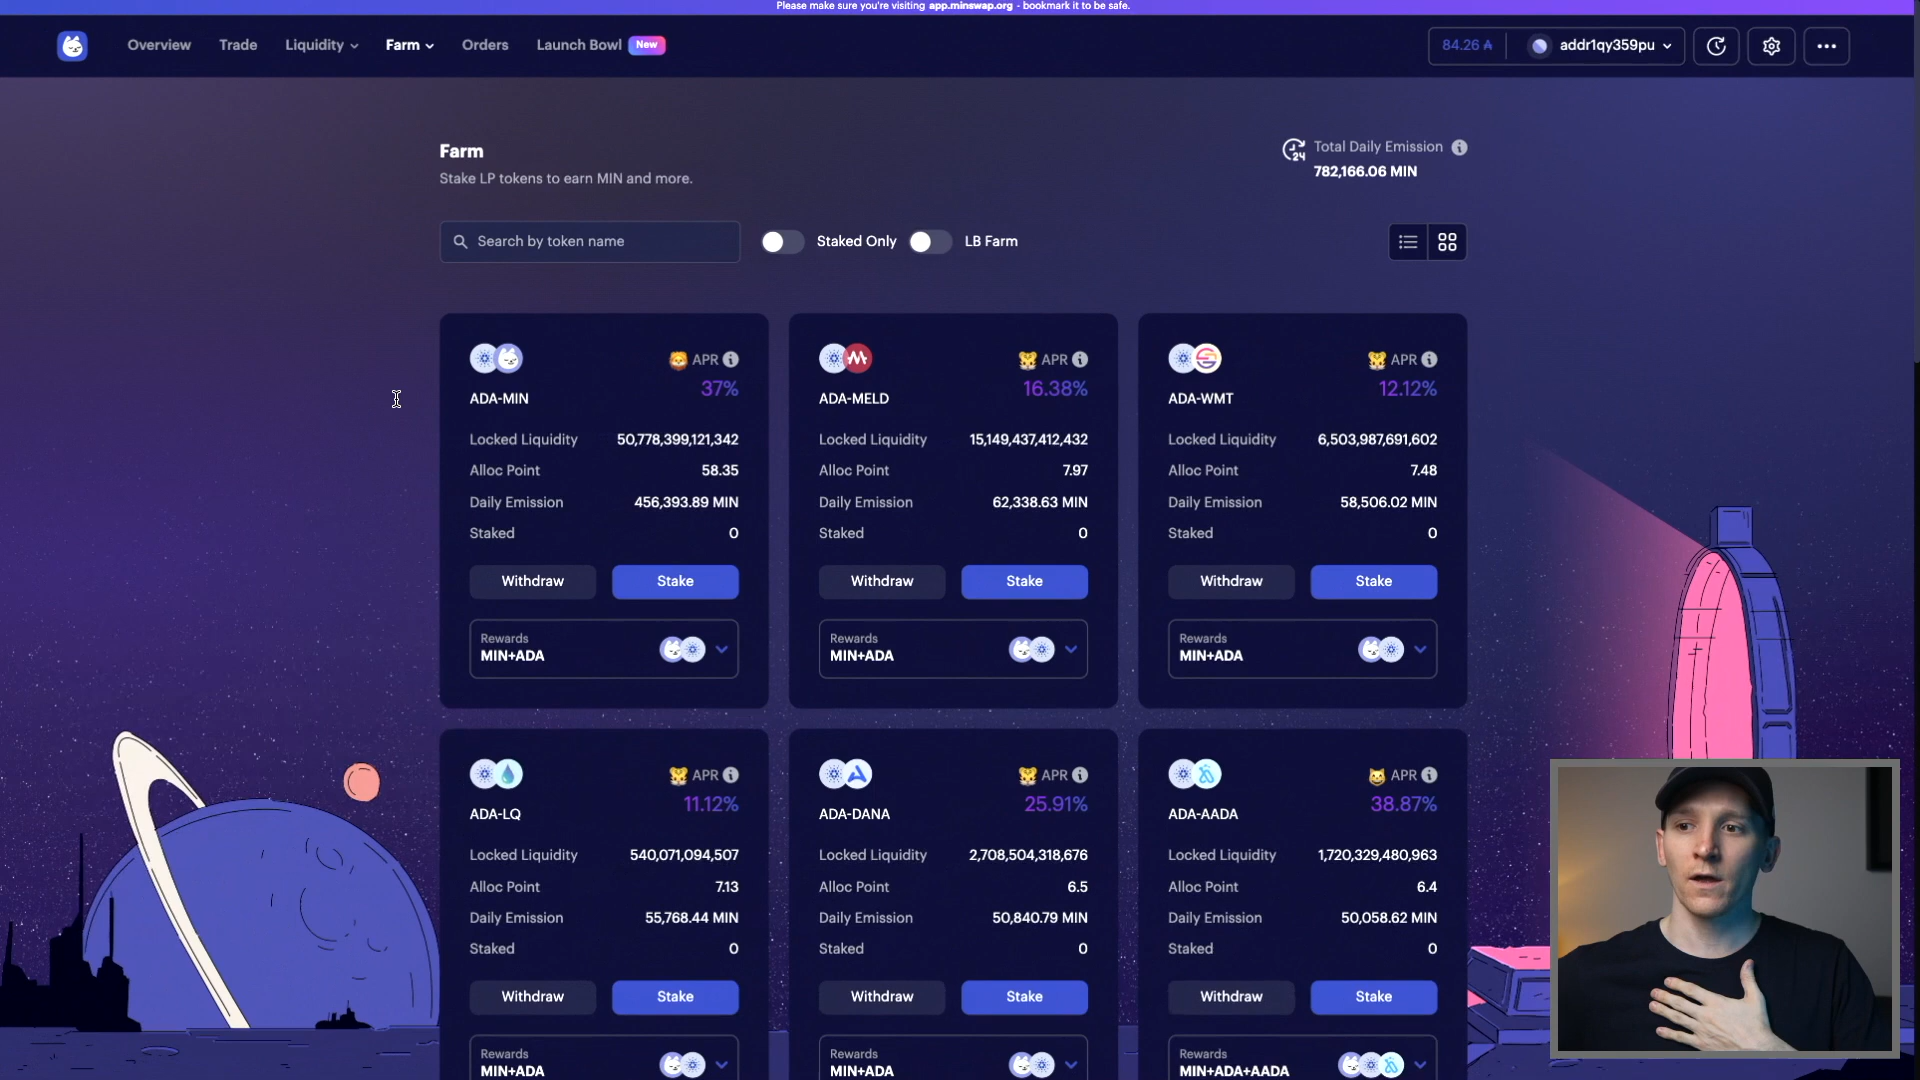 Please make sure you're visiting app.minswap.org - bookmark it to be safe.
Overview Trade Liquidity Farm Orders Launch Bowl New 84.26 ₳ addr1qy359pu
Farm
Stake LP tokens to earn MIN and more.
24 Total Daily Emission
782,166.06 MIN
Search by token name Staked Only LB Farm
APR APR APR
37% 16.38% 12.12%
ADA-MIN ADA-MELD ADA-WMT
Locked Liquidity 50,778,399,121,342 Locked Liquidity 15,149,437,412,432 Locked Liquidity 6,503,987,691,602
Alloc Point 58.35 Alloc Point 7.97 Alloc Point 7.48
Daily Emission 456,393.89 MIN Daily Emission 62,338.63 MIN Daily Emission 58,506.02 MIN
Staked 0 Staked 0 Staked 0
Withdraw Stake Withdraw Stake Withdraw Stake
Rewards Rewards Rewards
MIN+ADA MIN+ADA MIN+ADA
APR APR APR
11.12% 25.91% 38.87%
ADA-LQ ADA-DANA ADA-AADA
Locked Liquidity 540,071,094,507 Locked Liquidity 2,708,504,318,676 Locked Liquidity 1,720,329,480,963
Alloc Point 7.13 Alloc Point 6.5 Alloc Point 6.4
Daily Emission 55,768.44 MIN Daily Emission 50,840.79 MIN Daily Emission 50,058.62 MIN
Staked 0 Staked 0 Staked 0
Withdraw Stake Withdraw Stake Withdraw Stake
Rewards Rewards Rewards
MIN+ADA MIN+ADA MIN+ADA+AADA